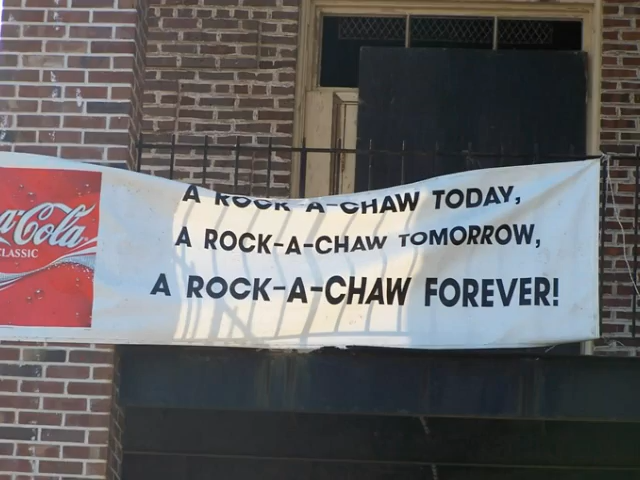 a-Cola
CLASSIC
A ROCK-A-CHAW TODAY,
A ROCK-A-CHAW TOMORROW,
A ROCK-A-CHAW FOREVER!